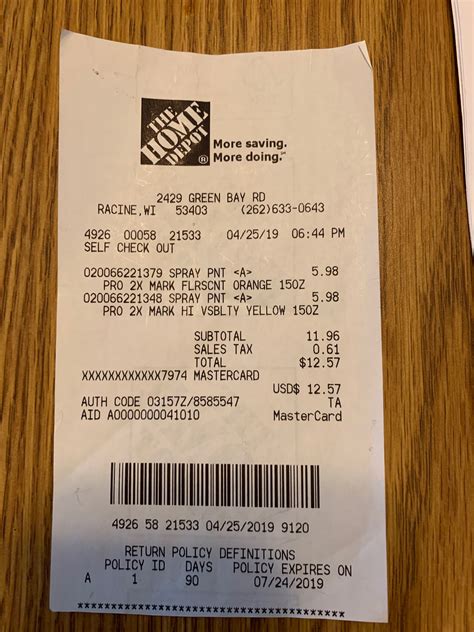 THE
HOME
DEPOT
®
More saving.
More doing.℠
2429 GREEN BAY RD
RACINE,WI 53403 (262)633-0643
4926 00058 21533 04/25/19 06:44 PM
SELF CHECK OUT
020066221379 SPRAY PNT <A> 5.98
PRO 2X MARK FLRSCNT ORANGE 15OZ
020066221348 SPRAY PNT <A> 5.98
PRO 2X MARK HI VSBLTY YELLOW 15OZ
SUBTOTAL 11.96
SALES TAX 0.61
TOTAL $12.57
XXXXXXXXXXXX7974 MASTERCARD
USD$ 12.57
AUTH CODE 03157Z/8585547 TA
AID A0000000041010 MasterCard
4926 58 21533 04/25/2019 9120
RETURN POLICY DEFINITIONS
POLICY ID DAYS POLICY EXPIRES ON
A 1 90 07/24/2019